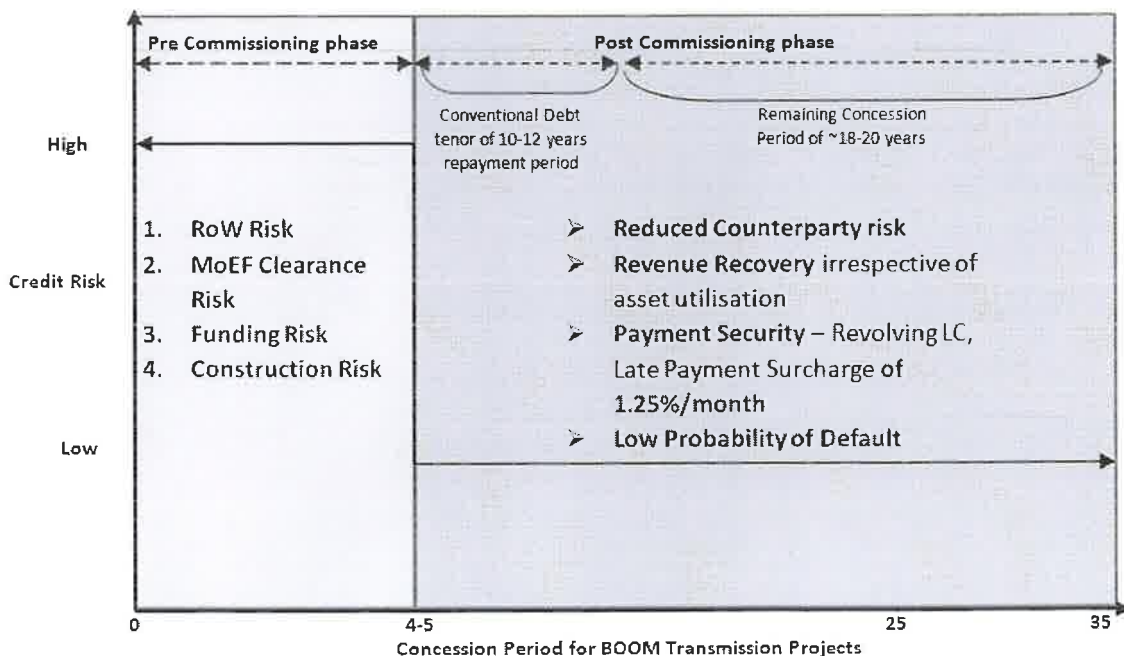 Pre Commissioning phase
Post Commissioning phase
Conventional Debt
tenor of 10-12 years
repayment period
Remaining Concession
Period of ~18-20 years
High
Credit Risk
Low
1. RoW Risk
2. MoEF Clearance
Risk
3. Funding Risk
4. Construction Risk
➢ Reduced Counterparty risk
➢ Revenue Recovery irrespective of
asset utilisation
➢ Payment Security – Revolving LC,
Late Payment Surcharge of
1.25%/month
➢ Low Probability of Default
0
4-5
25
35
Concession Period for BOOM Transmission Projects